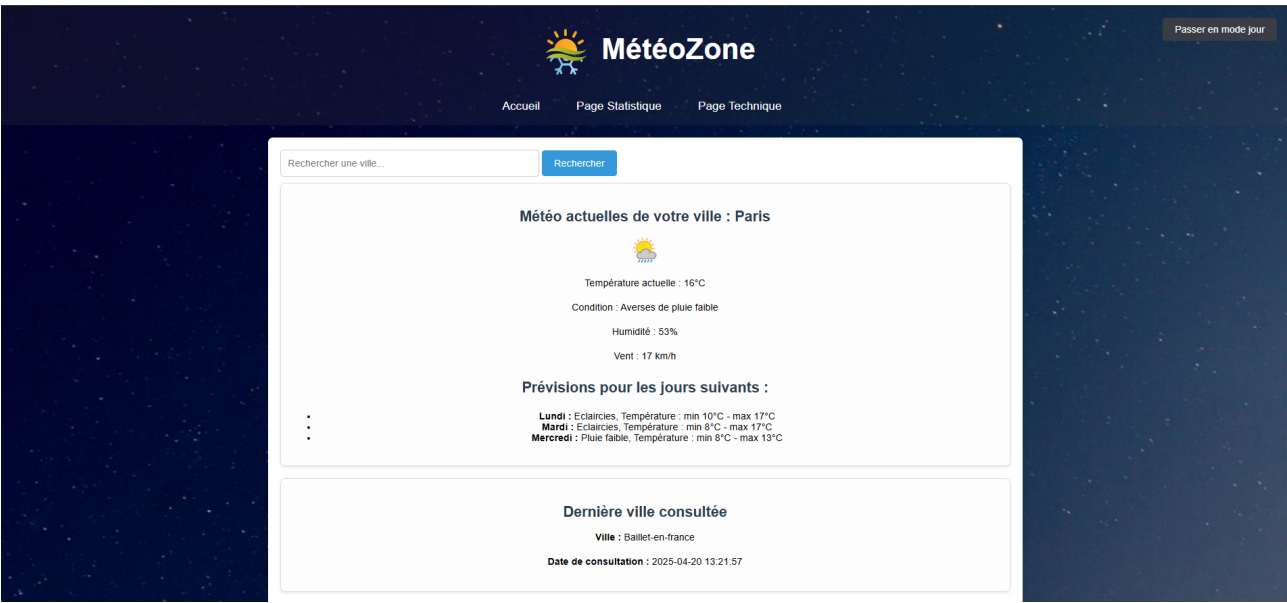 MétéoZone
Passer en mode jour
Accueil Page Statistique Page Technique
Rechercher une ville... Rechercher
Météo actuelles de votre ville : Paris
Température actuelle : 16°C
Condition : Averses de pluie faible
Humidité : 53%
Vent : 17 km/h
Prévisions pour les jours suivants :
• Lundi : Eclaircies, Température : min 10°C - max 17°C
• Mardi : Eclaircies, Température : min 8°C - max 17°C
• Mercredi : Pluie faible, Température : min 8°C - max 13°C
Dernière ville consultée
Ville : Baillet-en-france
Date de consultation : 2025-04-20 13:21:57